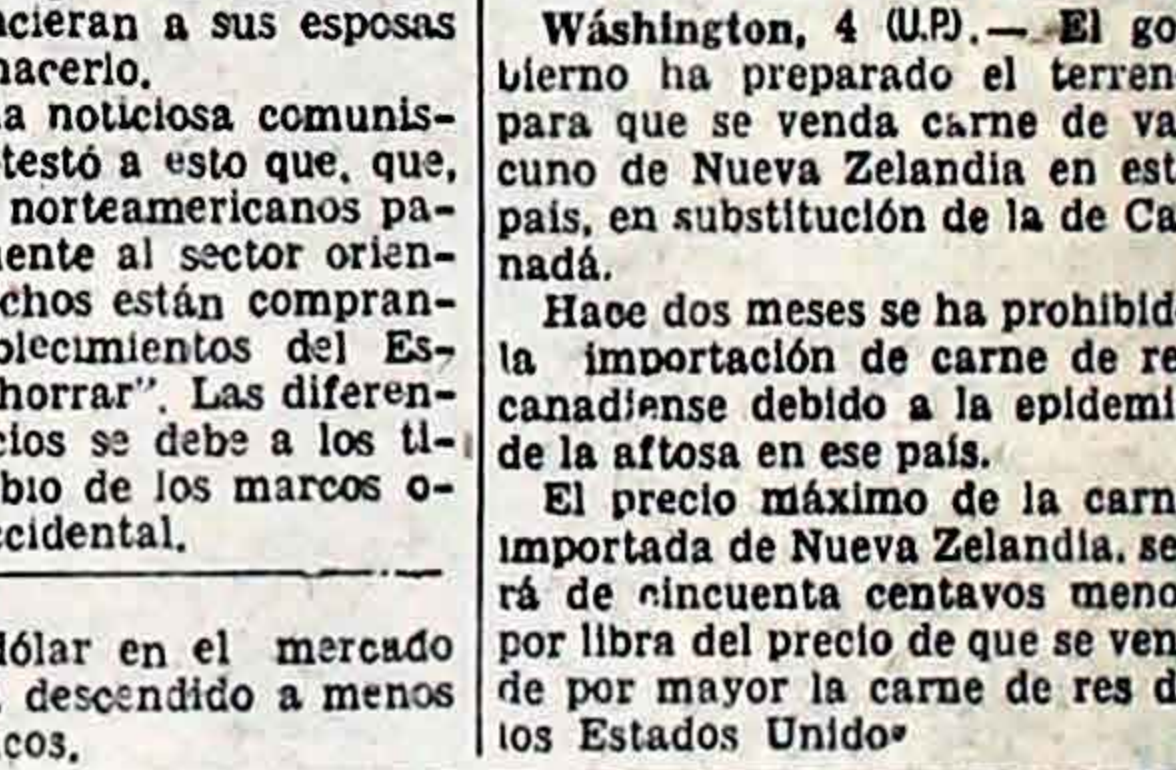 ncieran a sus esposas
hacerlo.
a noticiosa comunis-
testó a esto que, que,
norteamericanos pa-
ente al sector orien-
chos están compran-
blecimientos del Es-
horrar". Las diferen-
cios se debe a los ti-
bio de los marcos o-
ccidental.
dólar en el mercado
descendido a menos
cos.
Wáshington, 4 (U.P.).— El go
bierno ha preparado el terren
para que se venda carne de va
cuno de Nueva Zelandia en est
país, en substitución de la de Ca
nadá.
Hace dos meses se ha prohibid
la importación de carne de re
canadiense debido a la epidemi
de la aftosa en ese país.
El precio máximo de la carn
importada de Nueva Zelandia, se
rá de cincuenta centavos meno
por libra del precio de que se ven
de por mayor la carne de res d
los Estados Unidos